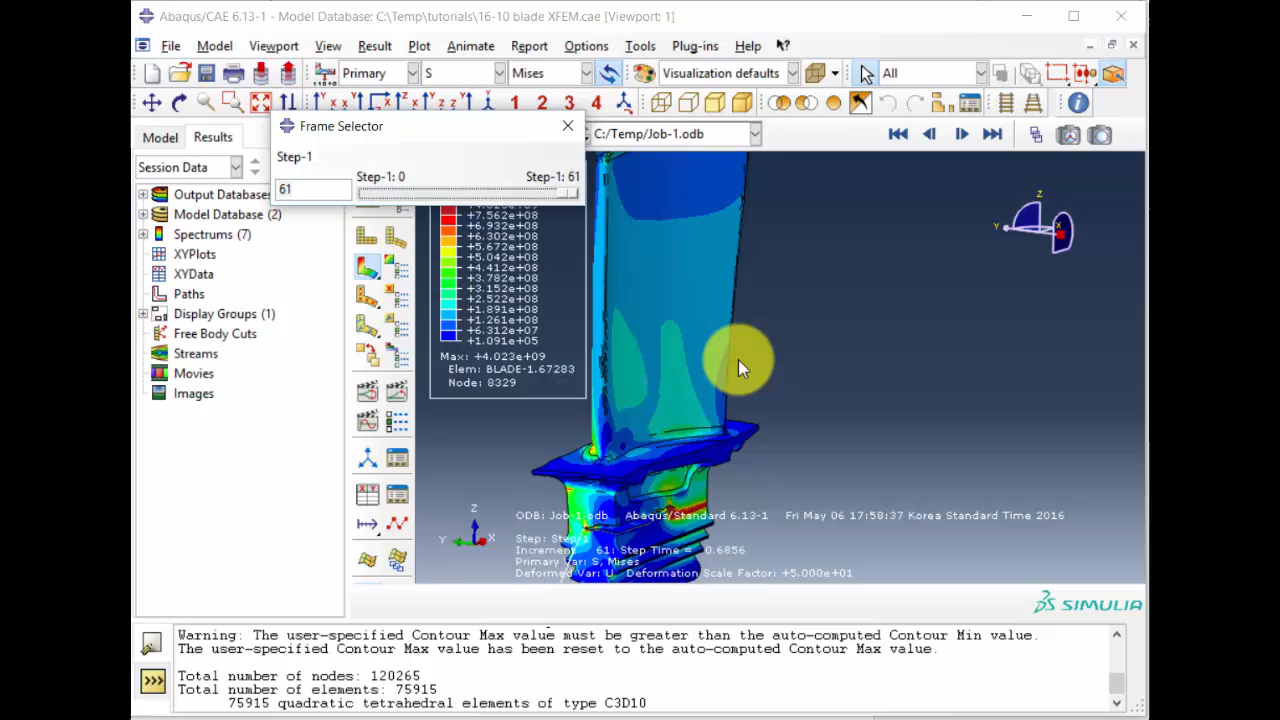 Abaqus/CAE 6.13-1 - Model Database: C:\Temp\tutorials\16-10 blade XFEM.cae [Viewport: 1]
File Model Viewport View Result Plot Animate Report Options Tools Plug-ins Help
Primary S Mises Visualization defaults All
1 2 3 4
Frame Selector
Model Results
C:/Temp/Job-1.odb
Step-1
Session Data
Step-1: 0 Step-1: 61
61
Output Databases
Model Database (2)
Spectrums (7)
XYPlots
XYData
Paths
Display Groups (1)
Free Body Cuts
Streams
Movies
Images
+7.562e+08
+6.932e+08
+6.302e+08
+5.672e+08
+5.042e+08
+4.412e+08
+3.782e+08
+3.152e+08
+2.522e+08
+1.891e+08
+1.261e+08
+6.312e+07
+1.091e+05
Max: +4.023e+09
Elem: BLADE-1.67283
Node: 8329
Z
Y
X
Z
Y X
ODB: Job-1.odb Abaqus/Standard 6.13-1 Fri May 06 17:58:37 Korea Standard Time 2016
Step: Step-1
Increment 61: Step Time = 0.6856
Primary Var: S, Mises
Deformed Var: U Deformation Scale Factor: +5.000e+01
SIMULIA
Warning: The user-specified Contour Max value must be greater than the auto-computed Contour Min value.
The user-specified Contour Max value has been reset to the auto-computed Contour Max value.
Total number of nodes: 120265
Total number of elements: 75915
75915 quadratic tetrahedral elements of type C3D10